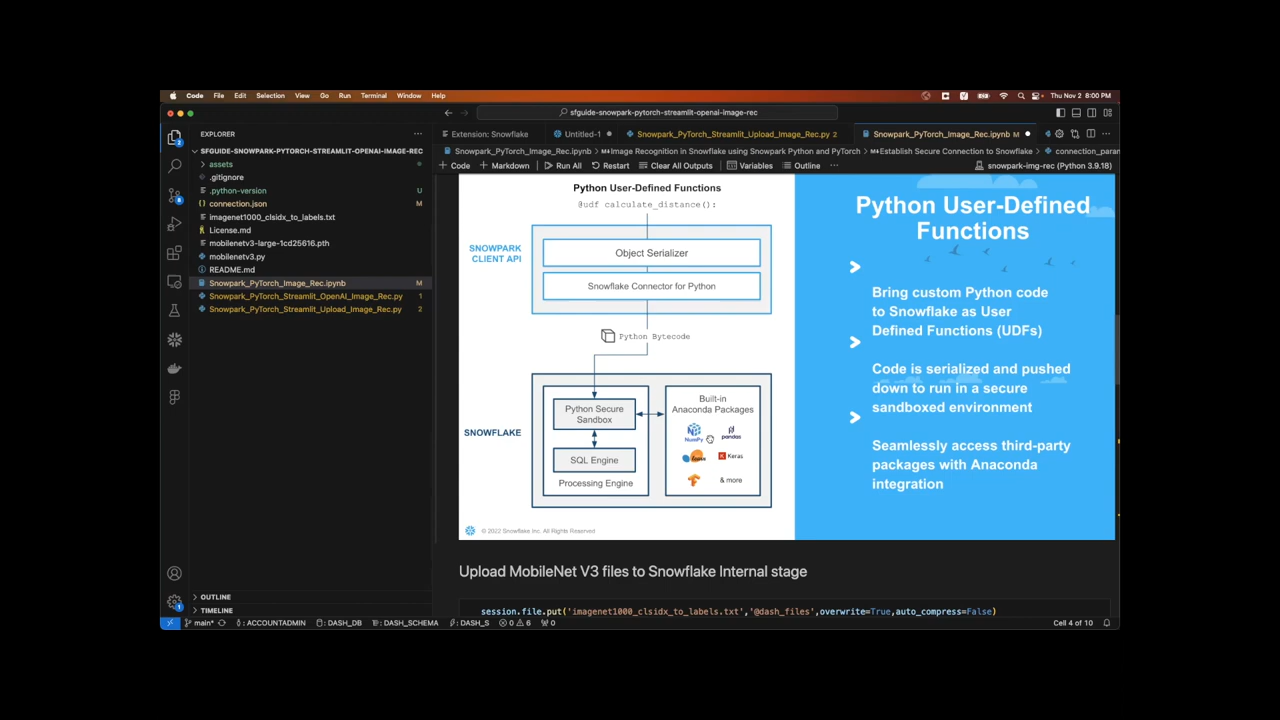 Code File Edit Selection View Go Run Terminal Window Help
Thu Nov 2 8:00 PM
sfguide-snowpark-pytorch-streamlit-openai-image-rec
EXPLORER
Extension: Snowflake
Untitled-1
Snowpark_PyTorch_Streamlit_Upload_Image_Rec.py 2
Snowpark_PyTorch_Image_Rec.ipynb M
SFGUIDE-SNOWPARK-PYTORCH-STREAMLIT-OPENAI-IMAGE-REC
Snowpark_PyTorch_Image_Rec.ipynb > Image Recognition in Snowflake using Snowpark Python and PyTorch > Establish Secure Connection to Snowflake > connection_param
+ Code + Markdown Run All Restart Clear All Outputs Variables Outline ...
snowpark-img-rec (Python 3.9.18)
assets
.gitignore
.python-version U
connection.json M
imagenet1000_clsidx_to_labels.txt
License.md
mobilenetv3-large-1cd25616.pth
mobilenetv3.py
README.md
Snowpark_PyTorch_Image_Rec.ipynb M
Snowpark_PyTorch_Streamlit_OpenAI_Image_Rec.py 1
Snowpark_PyTorch_Streamlit_Upload_Image_Rec.py 2
OUTLINE
TIMELINE
Python User-Defined Functions
@udf calculate_distance():
SNOWPARK
CLIENT API
Object Serializer
Snowflake Connector for Python
Python Bytecode
SNOWFLAKE
Python Secure
Sandbox
SQL Engine
Processing Engine
Built-in
Anaconda Packages
NumPy
pandas
learn
Keras
& more
© 2022 Snowflake Inc. All Rights Reserved
Python User-Defined
Functions
Bring custom Python code
to Snowflake as User
Defined Functions (UDFs)
Code is serialized and pushed
down to run in a secure
sandboxed environment
Seamlessly access third-party
packages with Anaconda
integration
Upload MobileNet V3 files to Snowflake Internal stage
session.file.put('imagenet1000_clsidx_to_labels.txt','@dash_files',overwrite=True,auto_compress=False)
main* : ACCOUNTADMIN : DASH_DB : DASH_SCHEMA : DASH_S 0 6 0
Cell 4 of 10